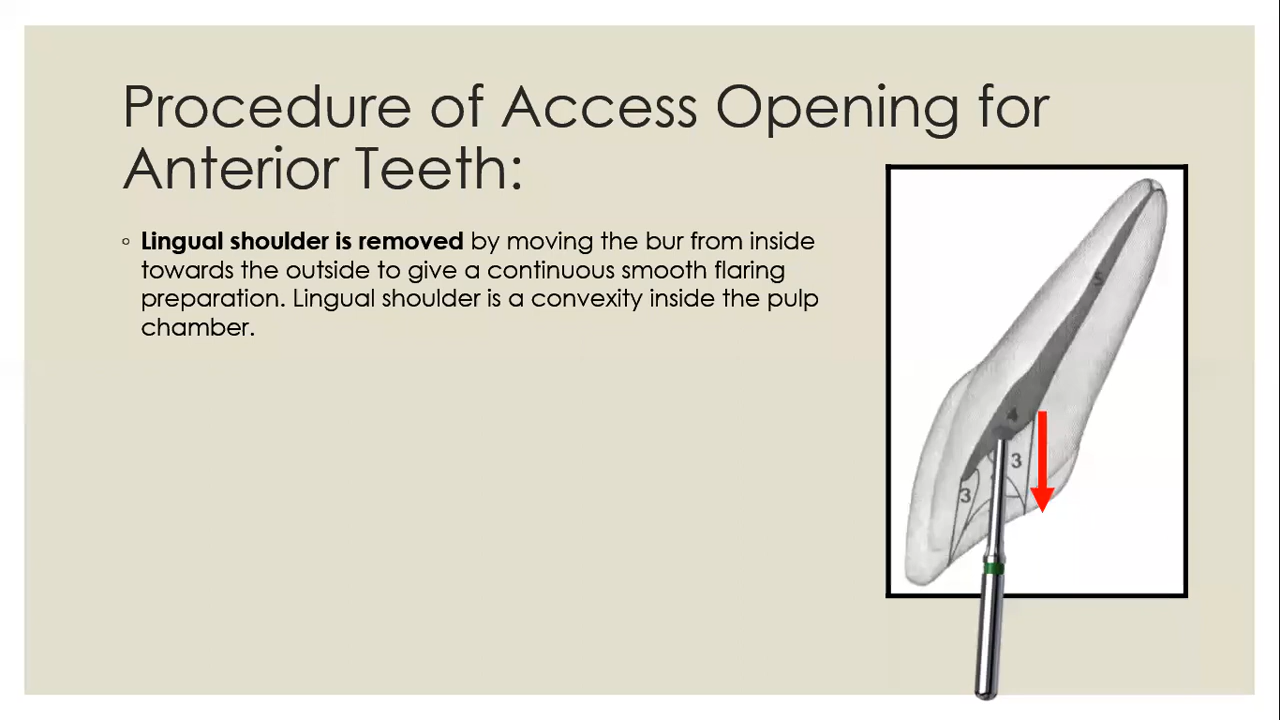 Procedure of Access Opening for
Anterior Teeth:
◦ Lingual shoulder is removed by moving the bur from inside
towards the outside to give a continuous smooth flaring
preparation. Lingual shoulder is a convexity inside the pulp
chamber.
5
4
3
3